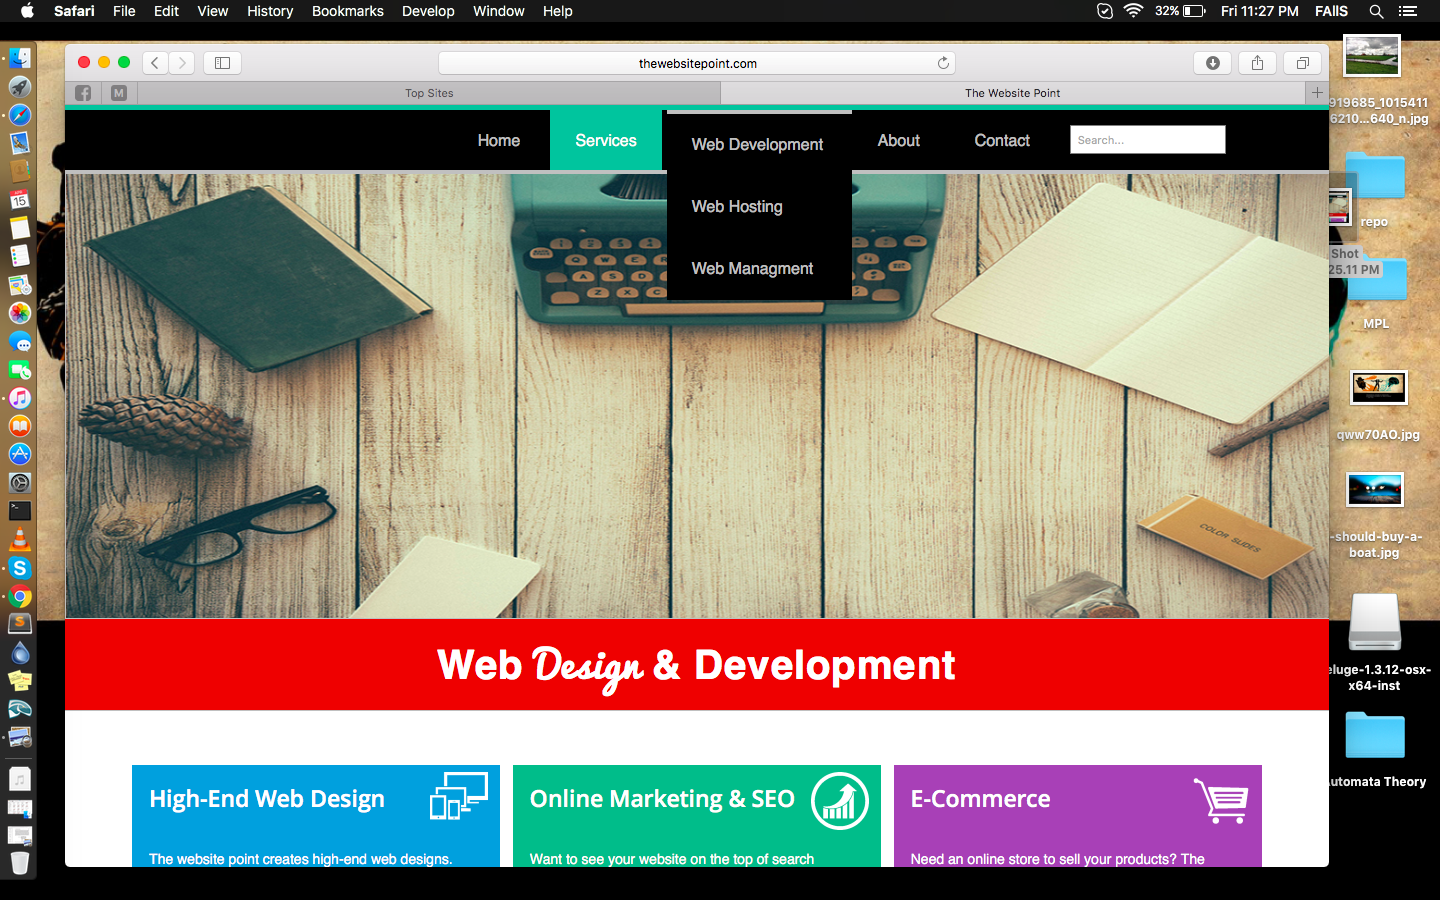 Safari File Edit View History Bookmarks Develop Window Help 32% Fri 11:27 PM FAllS
thewebsitepoint.com
M Top Sites The Website Point
Home Services Web Development About Contact Search...
Web Hosting
Web Managment
COLOR SLIDES
Web Design & Development
High-End Web Design
The website point creates high-end web designs.
Online Marketing & SEO
Want to see your website on the top of search
E-Commerce
Need an online store to sell your products? The
919685_1015411
6210...640_n.jpg
repo
Shot
25.11 PM
MPL
qww70AO.jpg
-should-buy-a-
boat.jpg
eluge-1.3.12-osx-
x64-inst
utomata Theory
15